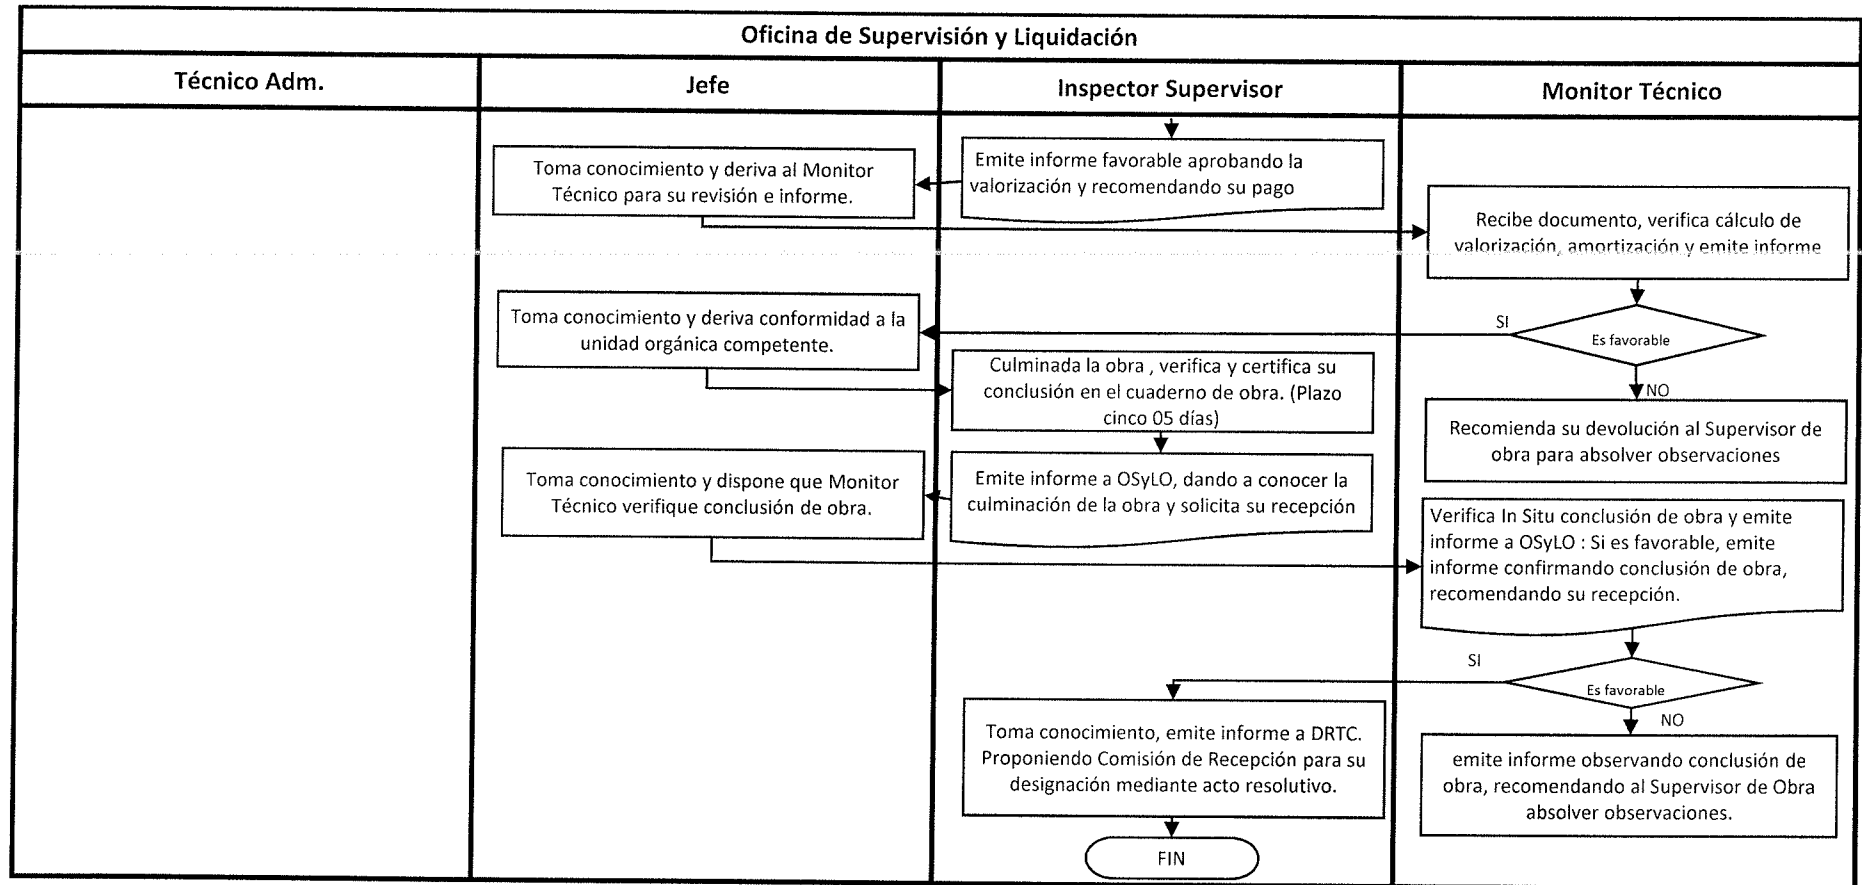 Oficina de Supervisión y Liquidación
Técnico Adm.
Jefe
Inspector Supervisor
Monitor Técnico
Emite informe favorable aprobando la
valorización y recomendando su pago
Toma conocimiento y deriva al Monitor
Técnico para su revisión e informe.
Recibe documento, verifica cálculo de
valorización, amortización y emite informe
Es favorable
SI
NO
Toma conocimiento y deriva conformidad a la
unidad orgánica competente.
Recomienda su devolución al Supervisor de
obra para absolver observaciones
Culminada la obra , verifica y certifica su
conclusión en el cuaderno de obra. (Plazo
cinco 05 días)
Emite informe a OSyLO, dando a conocer la
culminación de la obra y solicita su recepción
Toma conocimiento y dispone que Monitor
Técnico verifique conclusión de obra.
Verifica In Situ conclusión de obra y emite
informe a OSyLO : Si es favorable, emite
informe confirmando conclusión de obra,
recomendando su recepción.
Es favorable
SI
NO
Toma conocimiento, emite informe a DRTC.
Proponiendo Comisión de Recepción para su
designación mediante acto resolutivo.
emite informe observando conclusión de
obra, recomendando al Supervisor de Obra
absolver observaciones.
FIN